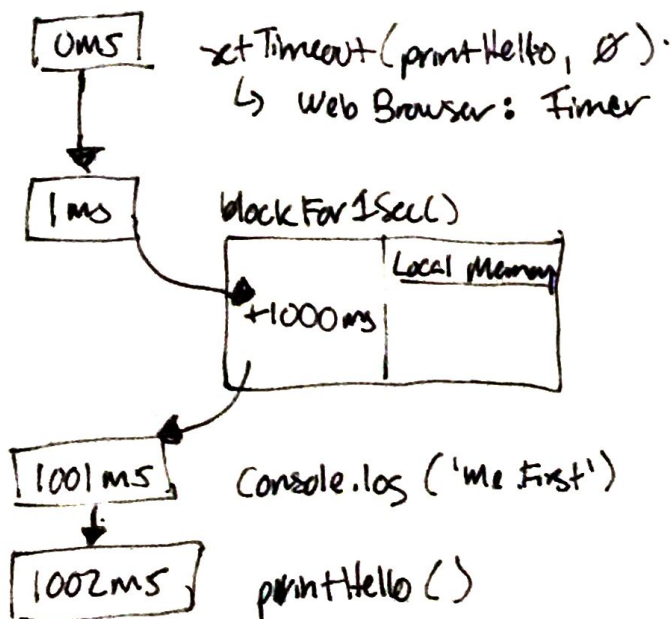 0ms
setTimeout(printHello, 0).
↳ Web Browser: Timer
1ms
blockFor1Sec()
Local Memory
+1000ms
1001ms
Console.log ('Me First')
1002ms
printHello ()